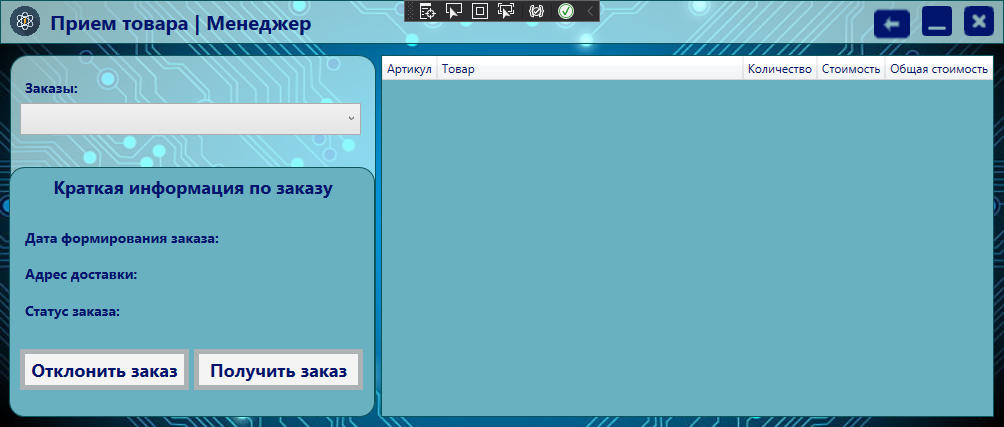 Прием товара | Менеджер
Заказы:
Краткая информация по заказу
Дата формирования заказа:
Адрес доставки:
Статус заказа:
Отклонить заказ Получить заказ
Артикул Товар Количество Стоимость Общая стоимость